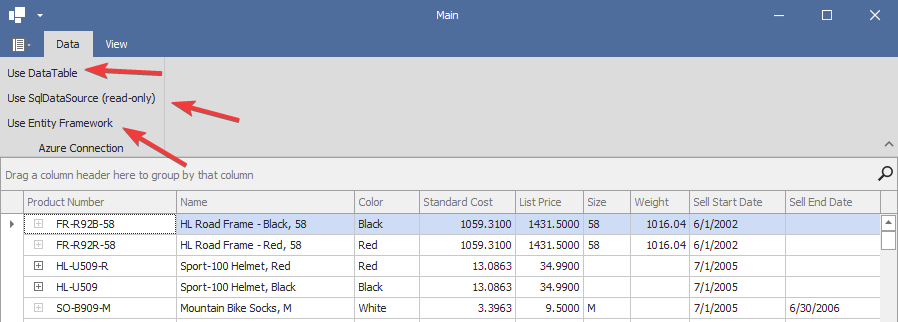 Main
Data View
Use DataTable
Use SqlDataSource (read-only)
Use Entity Framework
Azure Connection
Drag a column header here to group by that column
Product Number Name Color Standard Cost List Price Size Weight Sell Start Date Sell End Date
FR-R92B-58 HL Road Frame - Black, 58 Black 1059.3100 1431.5000 58 1016.04 6/1/2002
FR-R92R-58 HL Road Frame - Red, 58 Red 1059.3100 1431.5000 58 1016.04 6/1/2002
HL-U509-R Sport-100 Helmet, Red Red 13.0863 34.9900 7/1/2005
HL-U509 Sport-100 Helmet, Black Black 13.0863 34.9900 7/1/2005
SO-B909-M Mountain Bike Socks, M White 3.3963 9.5000 M 7/1/2005 6/30/2006